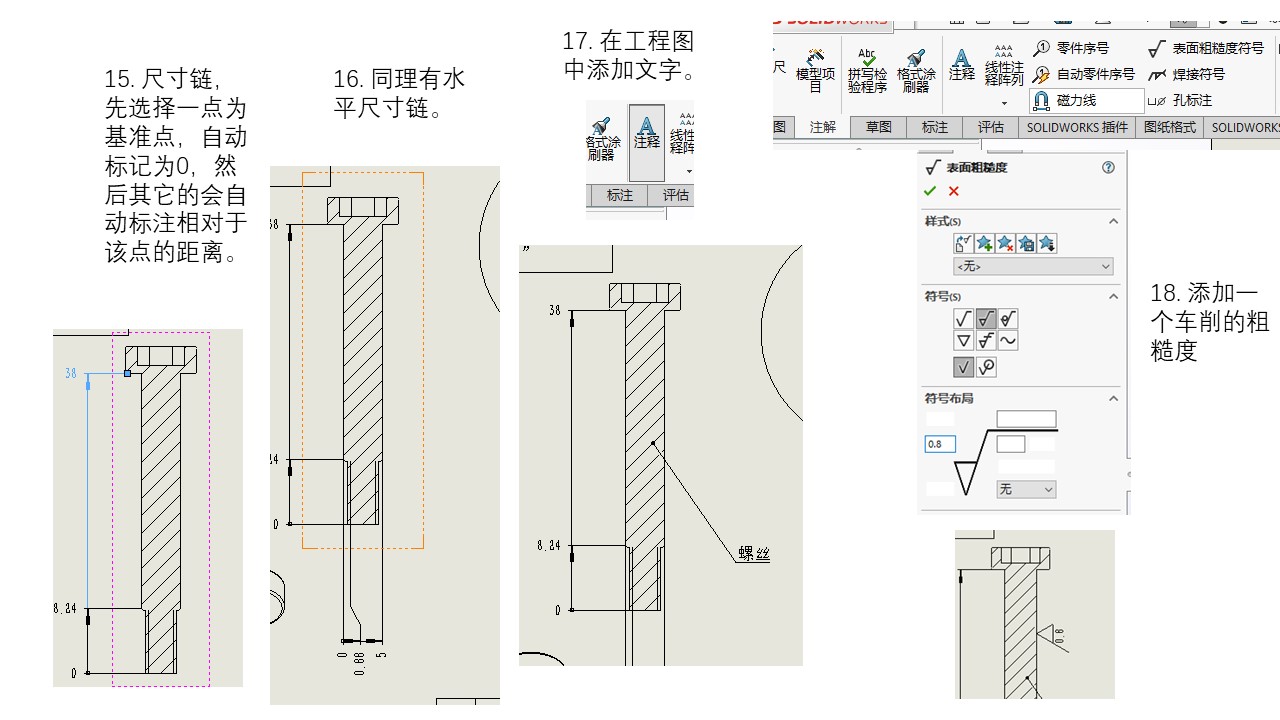 15. 尺寸链，
先选择一点为
基准点，自动
标记为0，然
后其它的会自
动标注相对于
该点的距离。
38
8.24
0
16. 同理有水
平尺寸链。
38
24
0
0
0.88
5
17. 在工程图
中添加文字。
格式涂
刷器
注释
线性
释阵
标注
评估
”
38
8.24
0
螺丝
SOLIDWORKS
尺
模型项
目
Abc
拼写检
验程序
格式涂
刷器
注释
线性注
释阵列
零件序号
自动零件序号
磁力线
表面粗糙度符号
焊接符号
孔标注
图
注解
草图
标注
评估
SOLIDWORKS 插件
图纸格式
SOLIDWORKS
表面粗糙度
样式(S)
<无>
符号(S)
符号布局
0.8
无
18. 添加一
个车削的粗
糙度
0.8